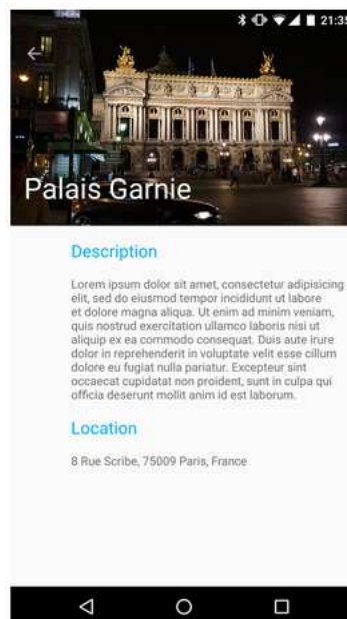 21:35
Palais Garnie
Description
Lorem ipsum dolor sit amet, consectetur adipisicing
elit, sed do eiusmod tempor incididunt ut labore
et dolore magna aliqua. Ut enim ad minim veniam,
quis nostrud exercitation ullamco laboris nisi ut
aliquip ex ea commodo consequat. Duis aute irure
dolor in reprehenderit in voluptate velit esse cillum
dolore eu fugiat nulla pariatur. Excepteur sint
occaecat cupidatat non proident, sunt in culpa qui
officia deserunt mollit anim id est laborum.
Location
8 Rue Scribe, 75009 Paris, France